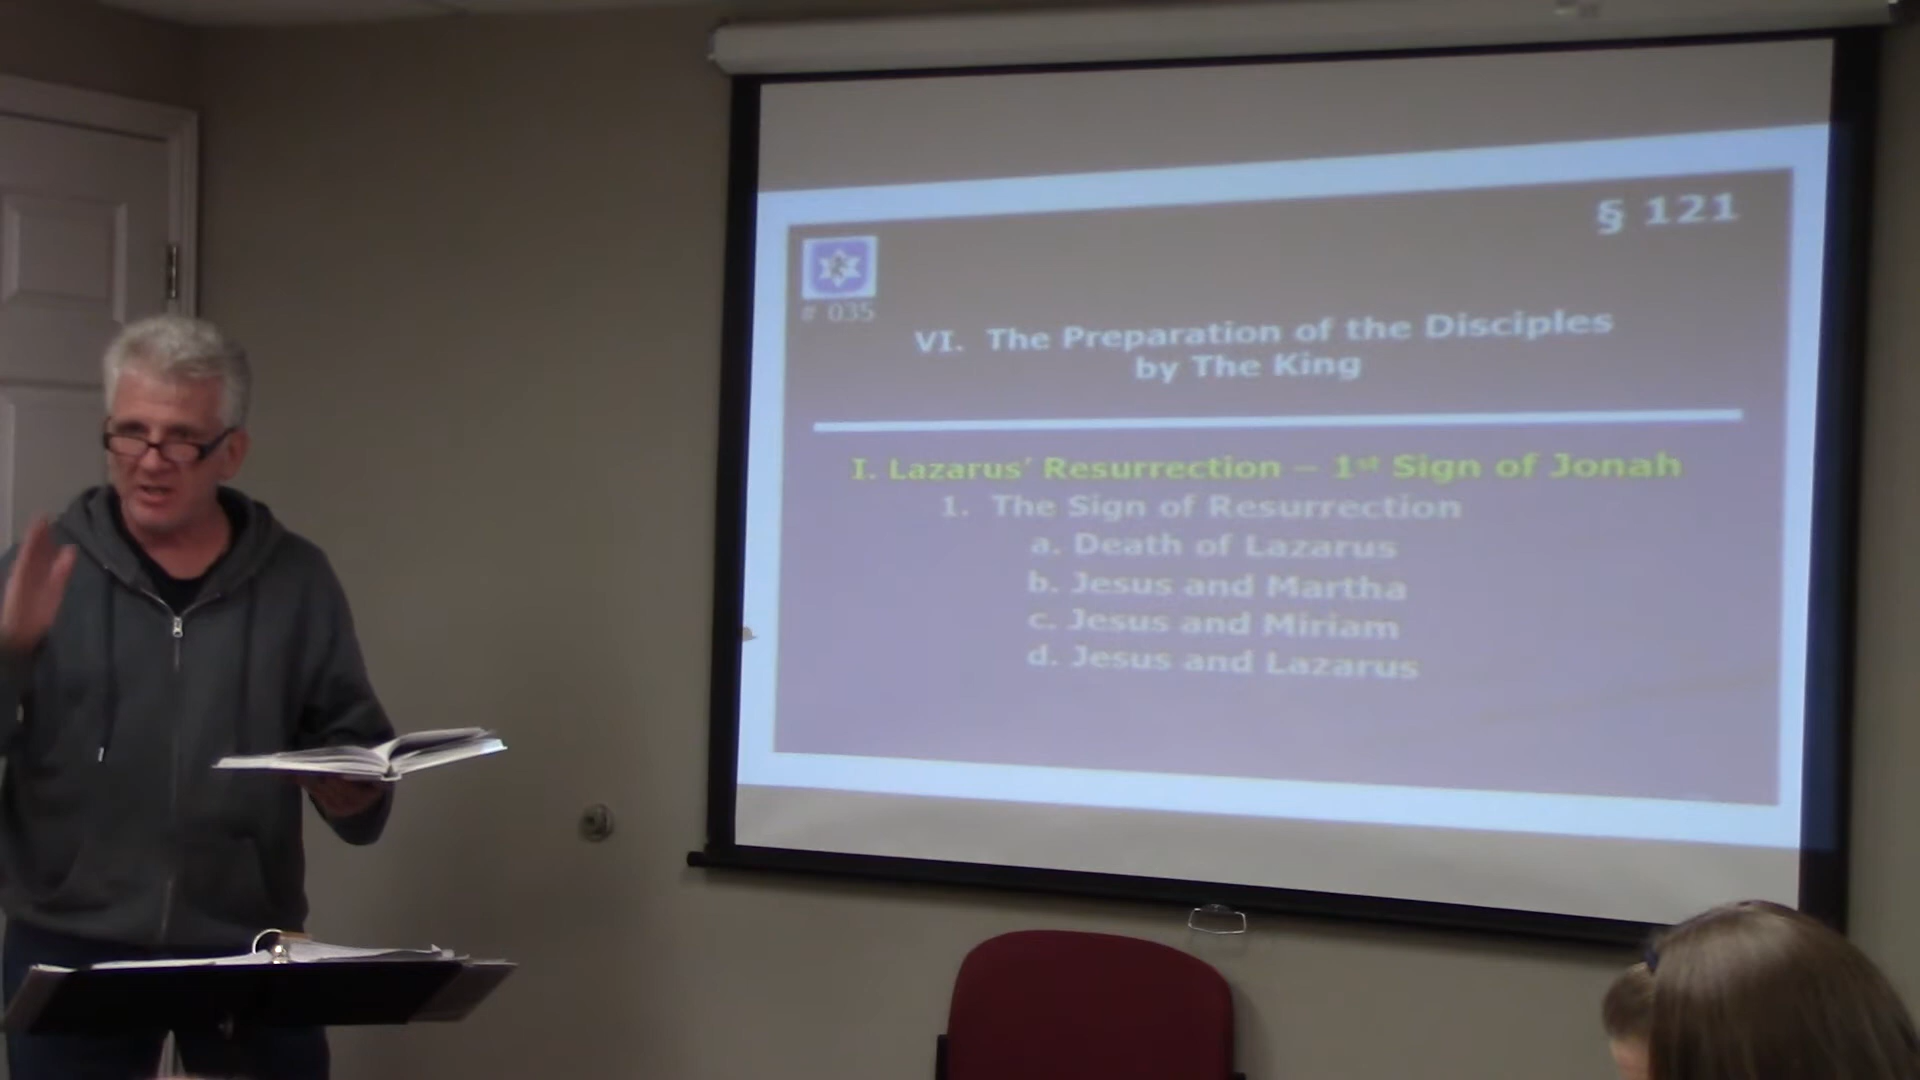 § 121
# 035
VI. The Preparation of the Disciples
by The King
I. Lazarus’ Resurrection – 1st Sign of Jonah
1. The Sign of Resurrection
a. Death of Lazarus
b. Jesus and Martha
c. Jesus and Miriam
d. Jesus and Lazarus